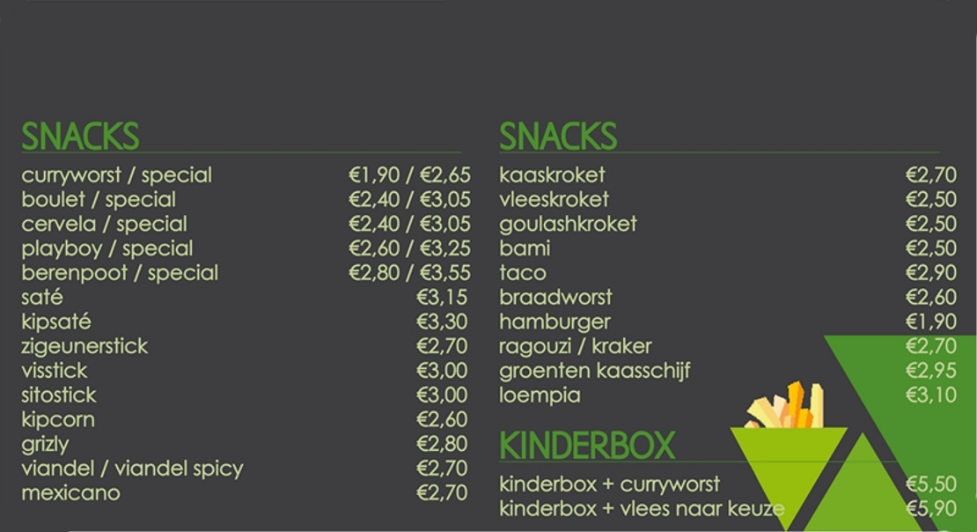 SNACKS
curryworst / special €1,90 / €2,65
boulet / special €2,40 / €3,05
cervela / special €2,40 / €3,05
playboy / special €2,60 / €3,25
berenpoot / special €2,80 / €3,55
saté €3,15
kipsaté €3,30
zigeunerstick €2,70
visstick €3,00
sitostick €3,00
kipcorn €2,60
grizly €2,80
viandel / viandel spicy €2,70
mexicano €2,70
SNACKS
kaaskroket €2,70
vleeskroket €2,50
goulashkroket €2,50
bami €2,50
taco €2,90
braadworst €2,60
hamburger €1,90
ragouzi / kraker €2,70
groenten kaasschijf €2,95
loempia €3,10
KINDERBOX
kinderbox + curryworst €5,50
kinderbox + vlees naar keuze €5,90